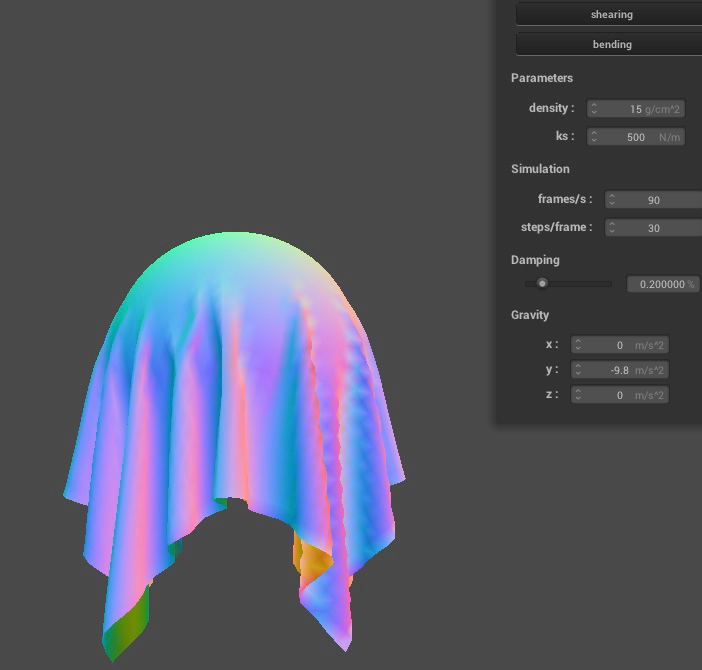 shearing
bending
Parameters
density : 15 g/cm^2
ks : 500 N/m
Simulation
frames/s : 90
steps/frame : 30
Damping
0.200000 %
Gravity
x : 0 m/s^2
y : -9.8 m/s^2
z : 0 m/s^2